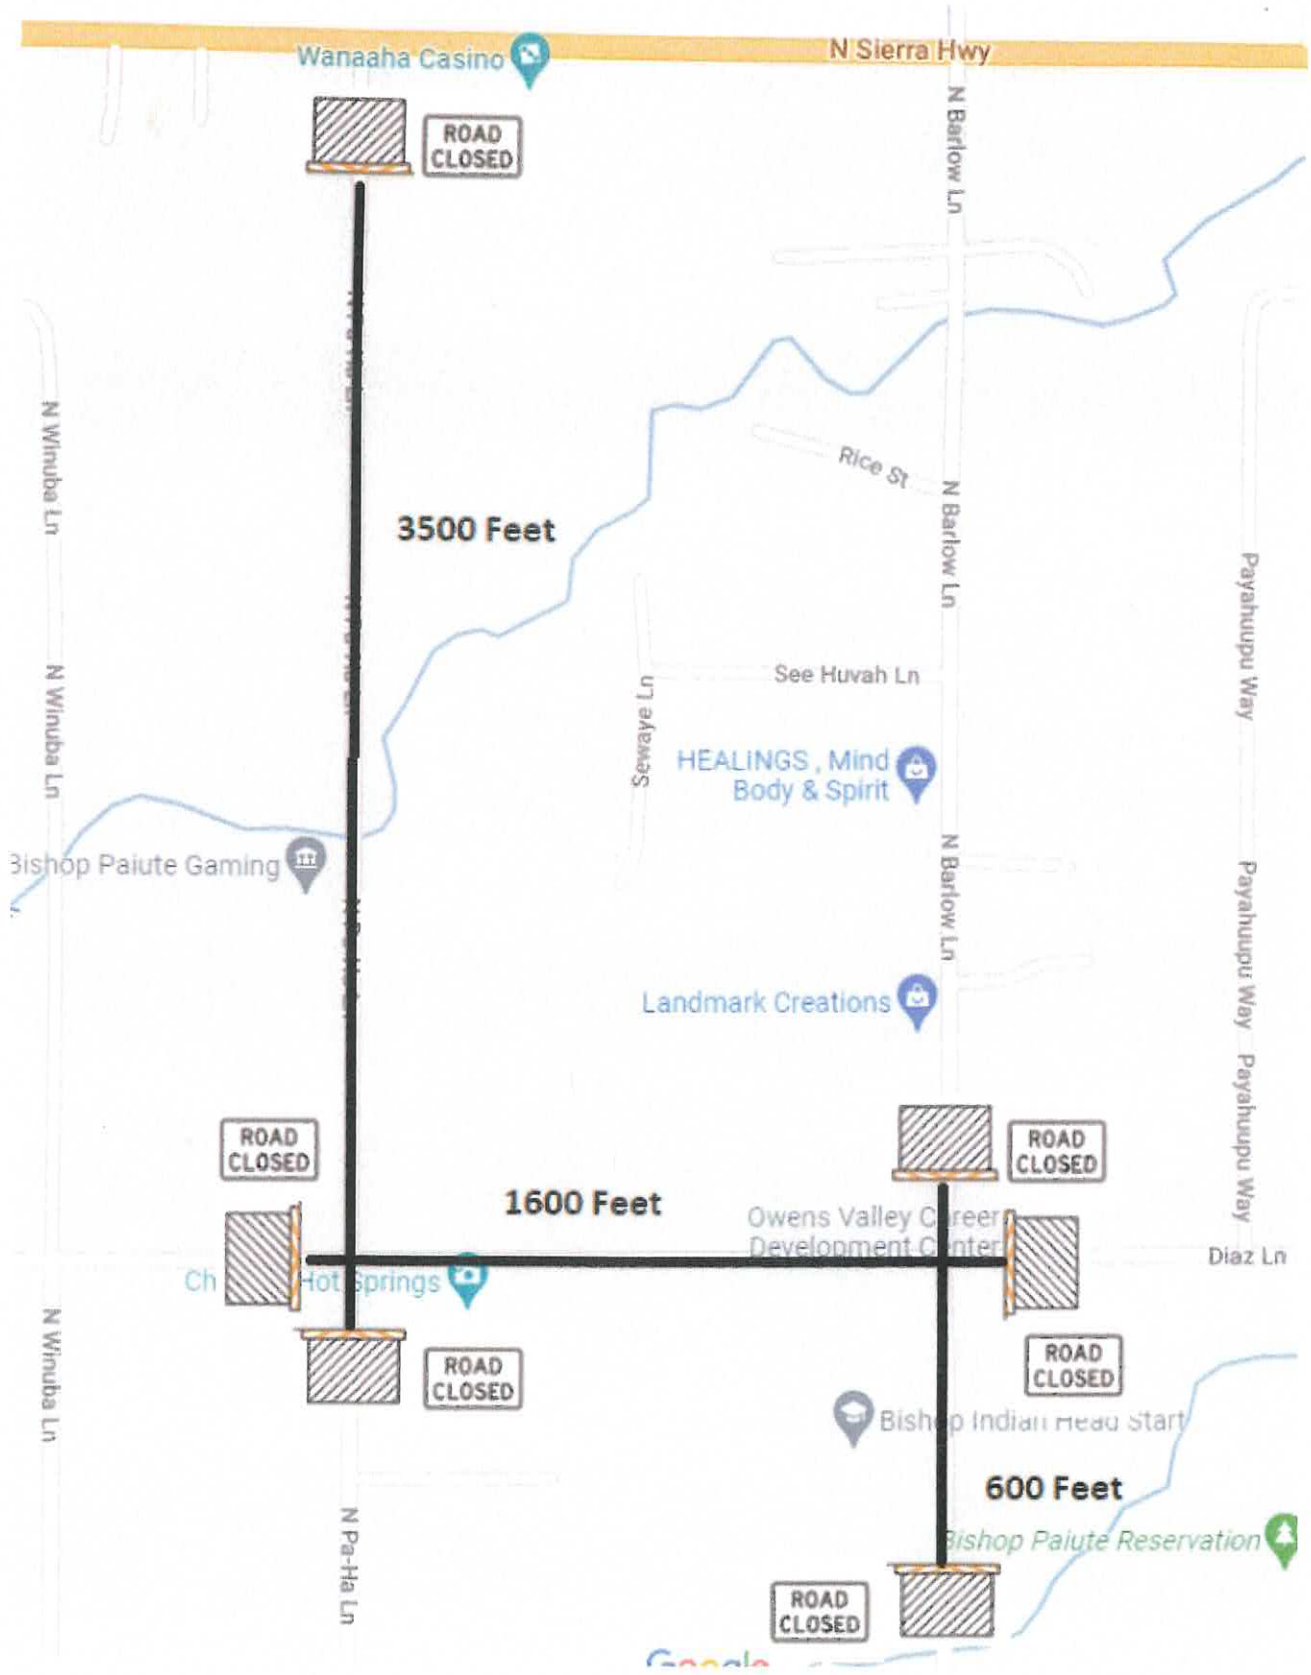 Wanaaha Casino
N Sierra Hwy
ROAD
CLOSED
N Barlow Ln
N Winuba Ln
Rice St
3500 Feet
N Barlow Ln
Payahuupu Way
N Winuba Ln
See Huvah Ln
Sewaye Ln
HEALINGS , Mind
Body & Spirit
Bishop Paiute Gaming
N Barlow Ln
Payahuupu Way
Landmark Creations
Payahuupu Way
ROAD
CLOSED
ROAD
CLOSED
1600 Feet
Owens Valley Career
Development Center
Diaz Ln
Hot Springs
N Winuba Ln
ROAD
CLOSED
ROAD
CLOSED
Bishop Indian Head Start
600 Feet
Bishop Paiute Reservation
N Pa-Ha Ln
ROAD
CLOSED
Google